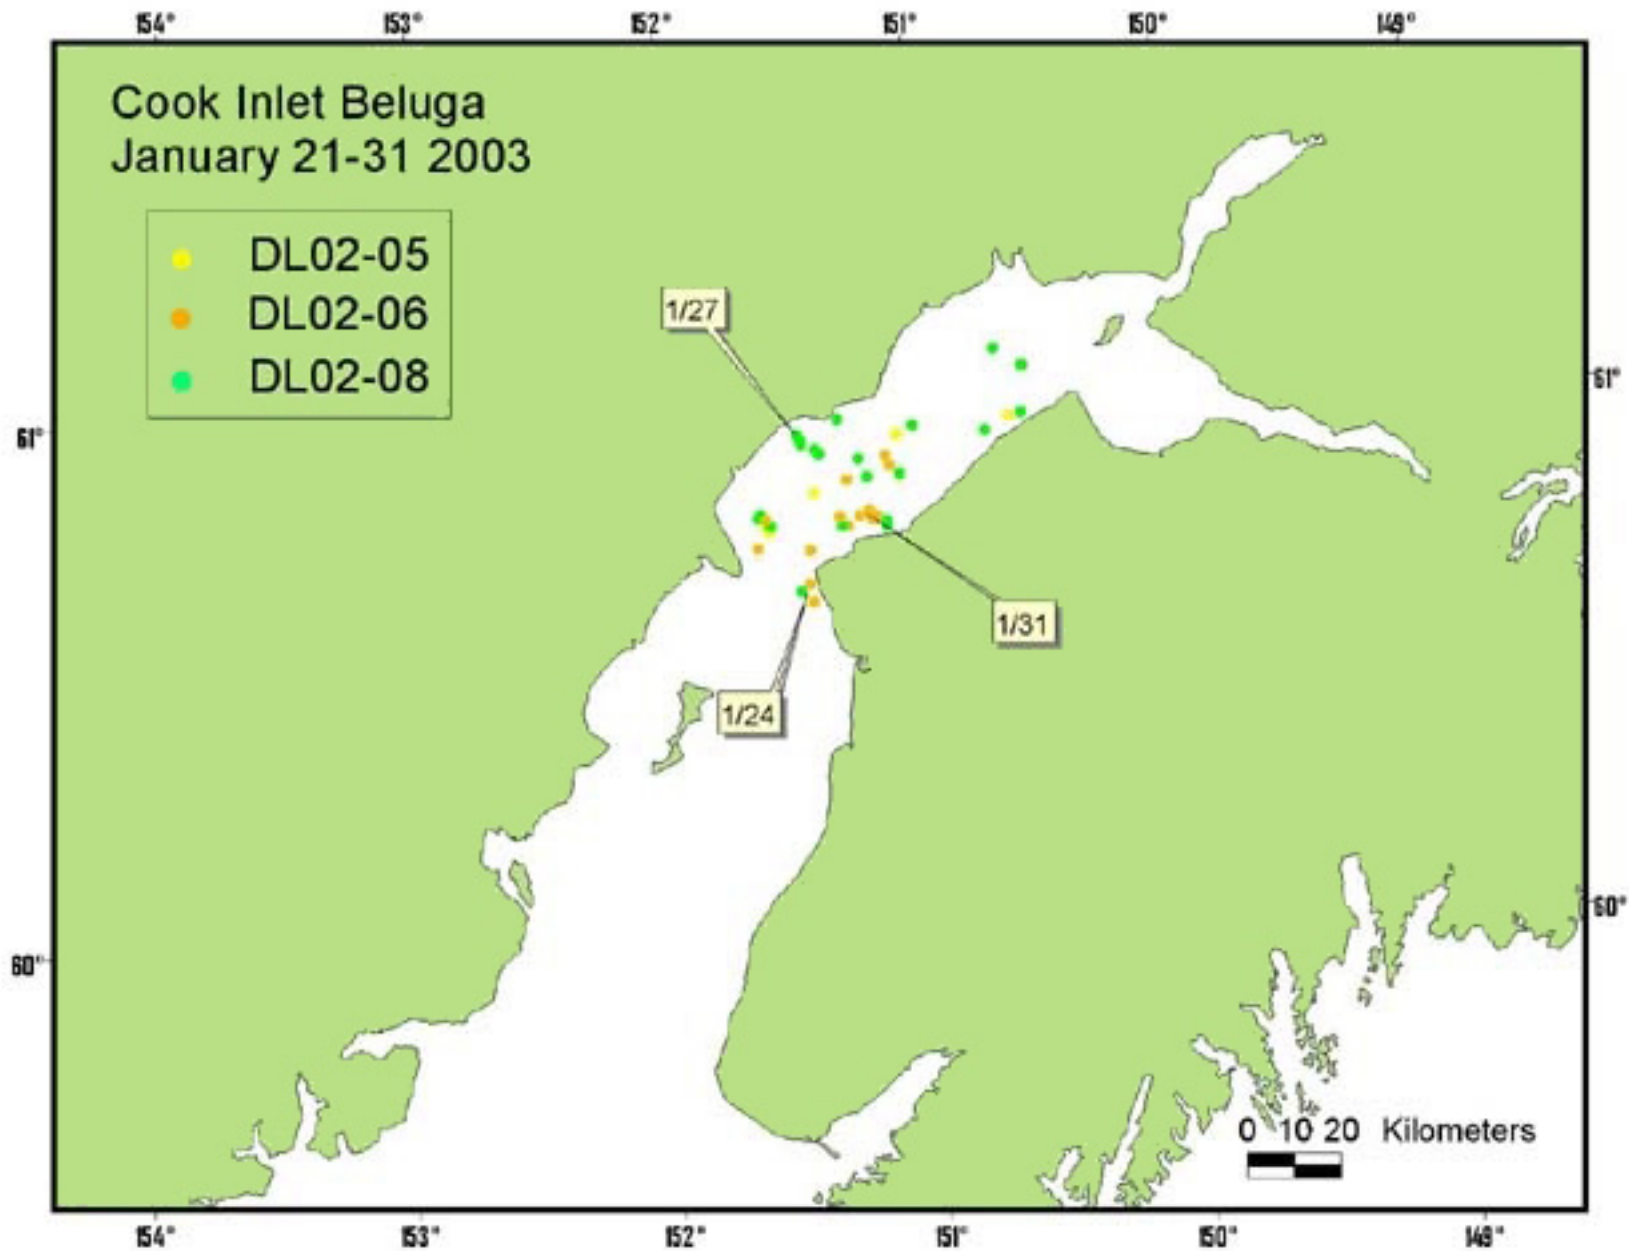 154° 153° 152° 151° 150° 149°
Cook Inlet Beluga
January 21-31 2003
DL02-05
DL02-06
DL02-08
1/27
61°
61°
1/31
1/24
60°
60°
0 10 20 Kilometers
154° 153° 152° 151° 150° 149°